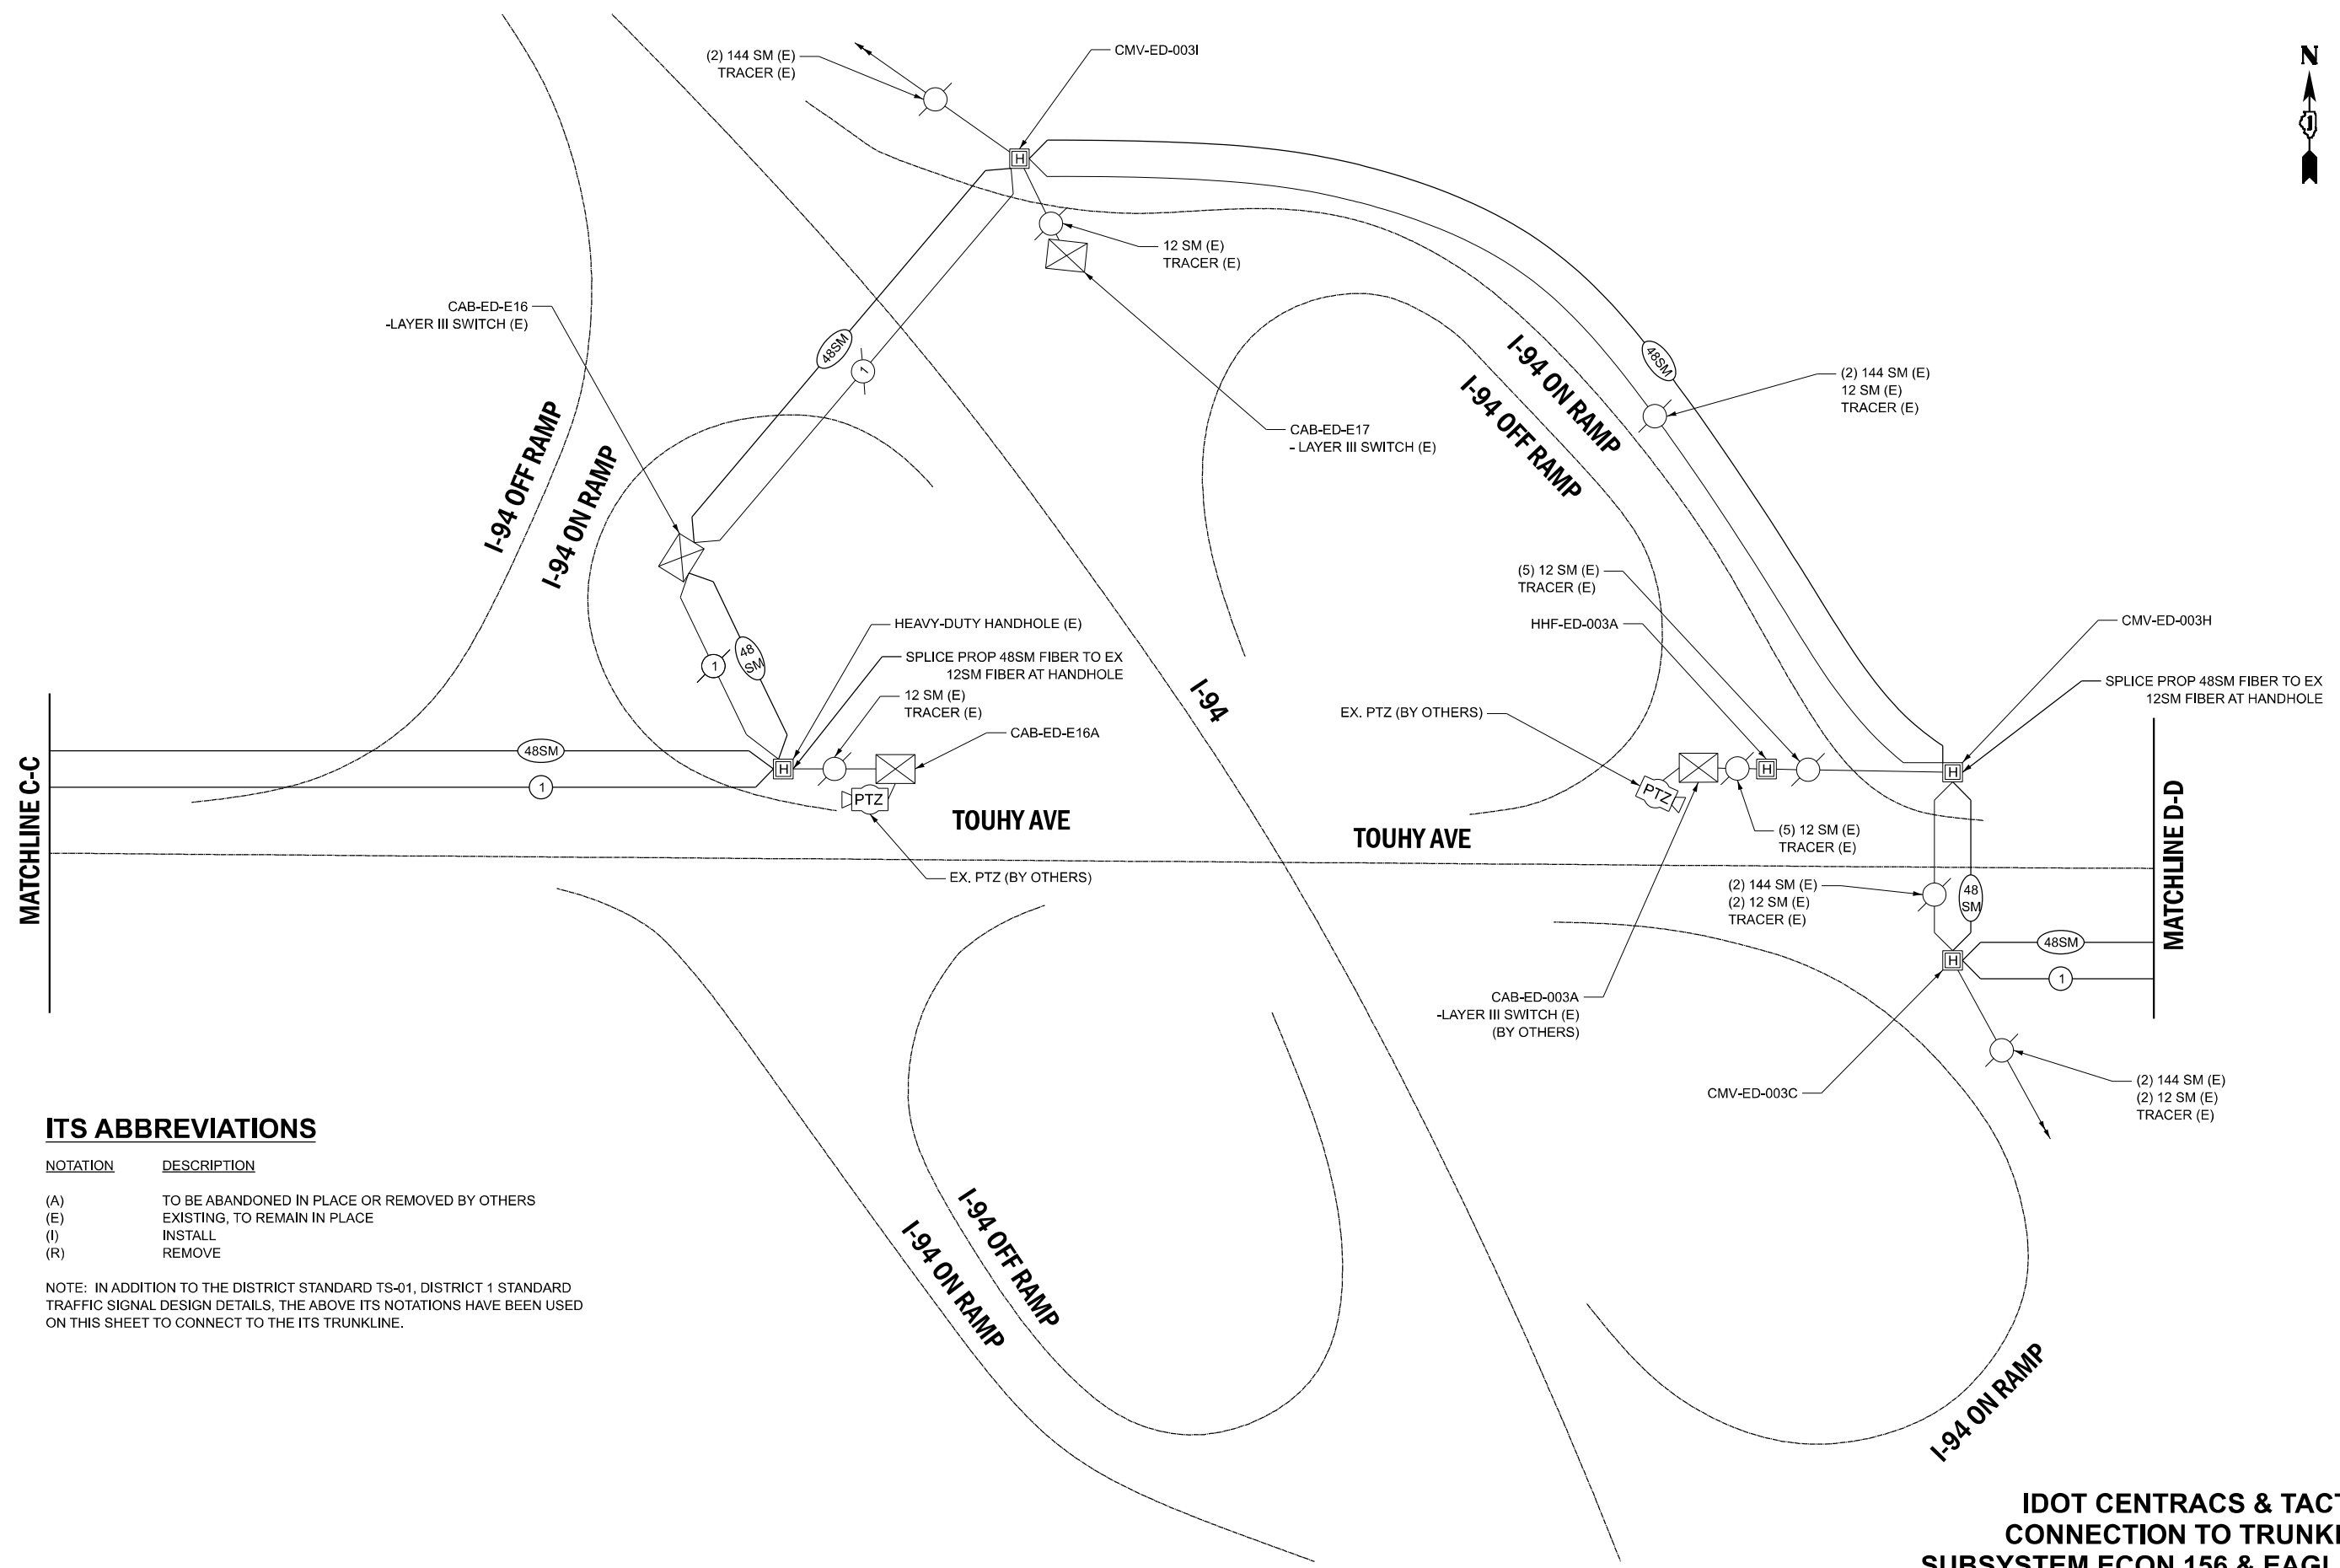 (2) 144 SM (E)
TRACER (E)
CMV-ED-003I
N
H
12 SM (E)
TRACER (E)
CAB-ED-E16
-LAYER III SWITCH (E)
48SM
1
48SM
(2) 144 SM (E)
12 SM (E)
TRACER (E)
CAB-ED-E17
- LAYER III SWITCH (E)
I-94 ON RAMP
I-94 OFF RAMP
I-94 OFF RAMP
I-94 ON RAMP
(5) 12 SM (E)
TRACER (E)
HHF-ED-003A
CMV-ED-003H
HEAVY-DUTY HANDHOLE (E)
SPLICE PROP 48SM FIBER TO EX
12SM FIBER AT HANDHOLE
1
48
SM
12 SM (E)
TRACER (E)
CAB-ED-E16A
I-94
EX. PTZ (BY OTHERS)
SPLICE PROP 48SM FIBER TO EX
12SM FIBER AT HANDHOLE
MATCHLINE C-C
48SM
1
H
PTZ
TOUHY AVE
EX. PTZ (BY OTHERS)
TOUHY AVE
PTZ
H
H
(5) 12 SM (E)
TRACER (E)
MATCHLINE D-D
(2) 144 SM (E)
(2) 12 SM (E)
TRACER (E)
48
SM
48SM
1
H
CAB-ED-003A
-LAYER III SWITCH (E)
(BY OTHERS)
CMV-ED-003C
(2) 144 SM (E)
(2) 12 SM (E)
TRACER (E)
ITS ABBREVIATIONS
NOTATION DESCRIPTION
(A) TO BE ABANDONED IN PLACE OR REMOVED BY OTHERS
(E) EXISTING, TO REMAIN IN PLACE
(I) INSTALL
(R) REMOVE
NOTE: IN ADDITION TO THE DISTRICT STANDARD TS-01, DISTRICT 1 STANDARD
TRAFFIC SIGNAL DESIGN DETAILS, THE ABOVE ITS NOTATIONS HAVE BEEN USED
ON THIS SHEET TO CONNECT TO THE ITS TRUNKLINE.
I-94 OFF RAMP
I-94 ON RAMP
I-94 ON RAMP
IDOT CENTRACS & TACT
CONNECTION TO TRUNK
SUBSYSTEM ECON 156 &